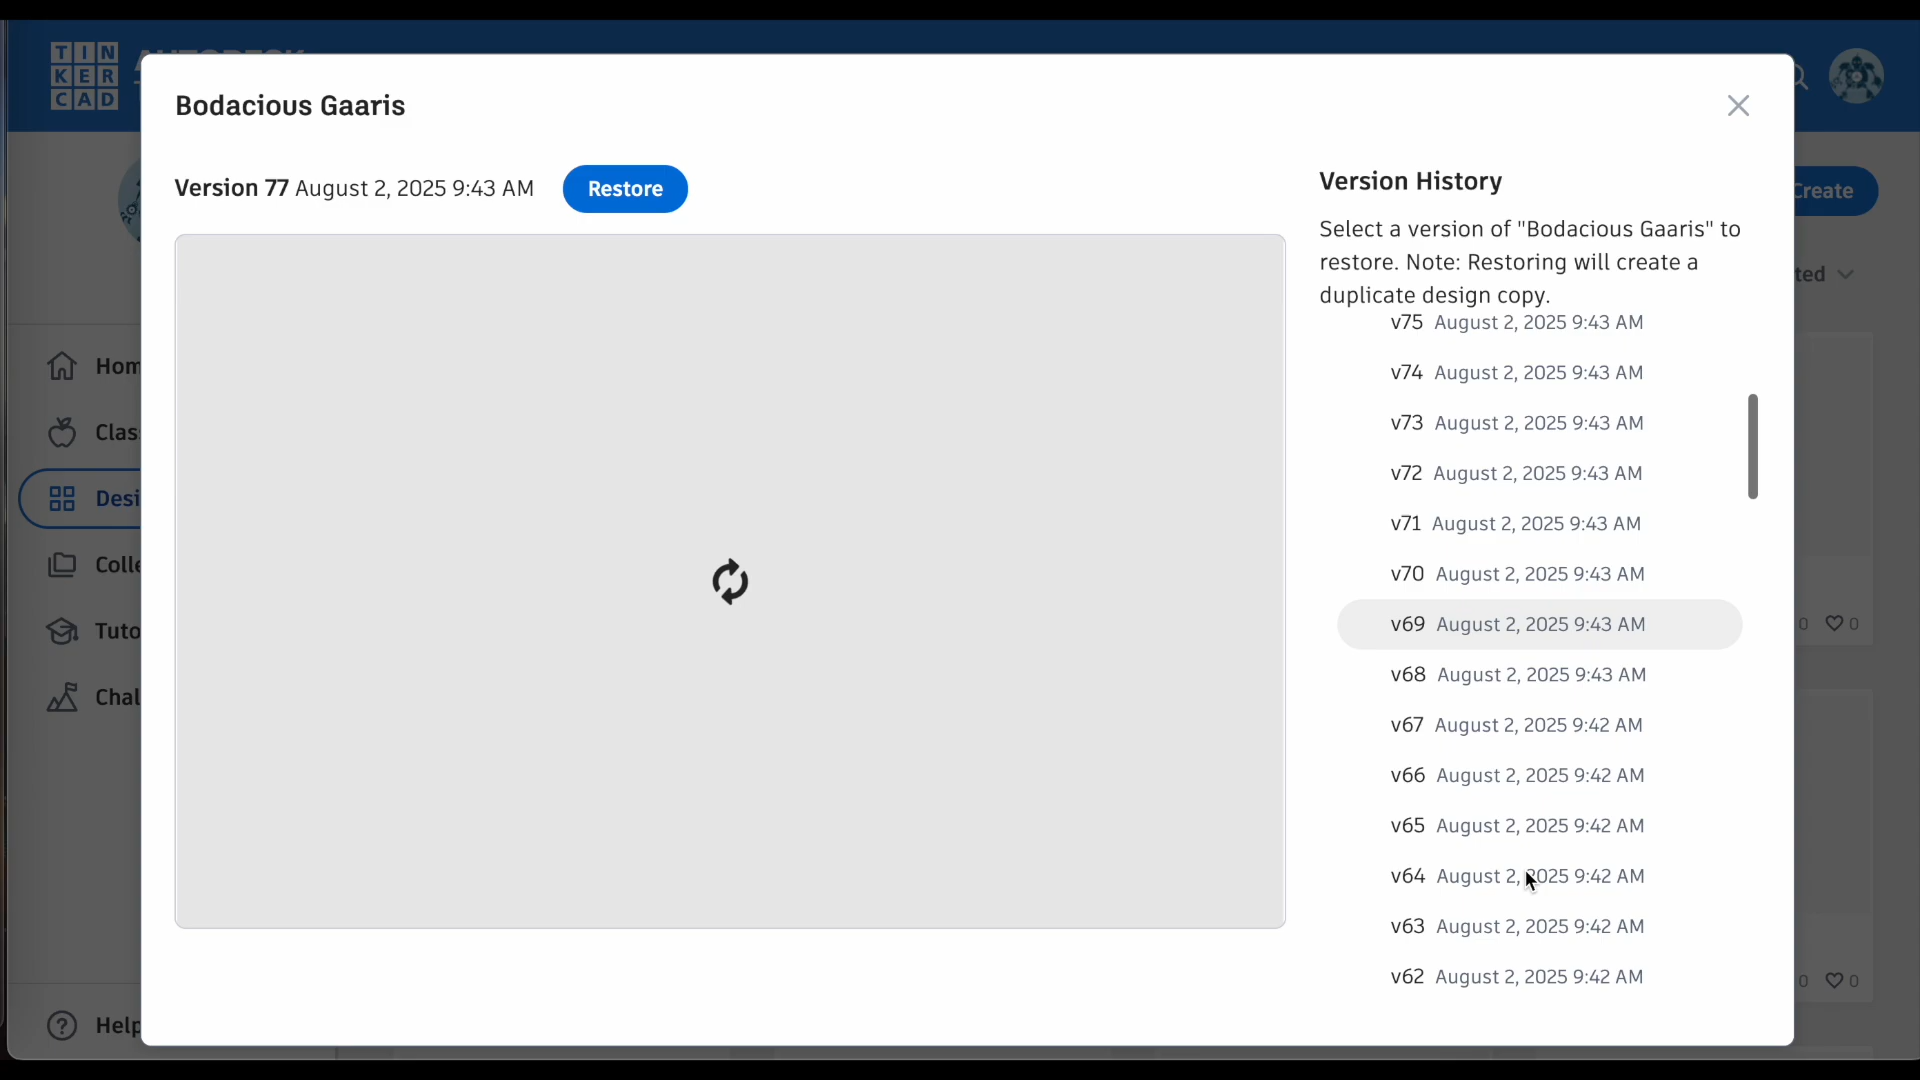 TIN
KER
CAD
Bodacious Gaaris
Version 77 August 2, 2025 9:43 AM
Restore
Version History
Select a version of "Bodacious Gaaris" to
restore. Note: Restoring will create a
duplicate design copy.
v75 August 2, 2025 9:43 AM
v74 August 2, 2025 9:43 AM
v73 August 2, 2025 9:43 AM
v72 August 2, 2025 9:43 AM
v71 August 2, 2025 9:43 AM
v70 August 2, 2025 9:43 AM
v69 August 2, 2025 9:43 AM
v68 August 2, 2025 9:43 AM
v67 August 2, 2025 9:42 AM
v66 August 2, 2025 9:42 AM
v65 August 2, 2025 9:42 AM
v64 August 2, 2025 9:42 AM
v63 August 2, 2025 9:42 AM
v62 August 2, 2025 9:42 AM
Hom
Clas
Desi
Colle
Tuto
Chal
Help
Create
ted
0 0
0 0